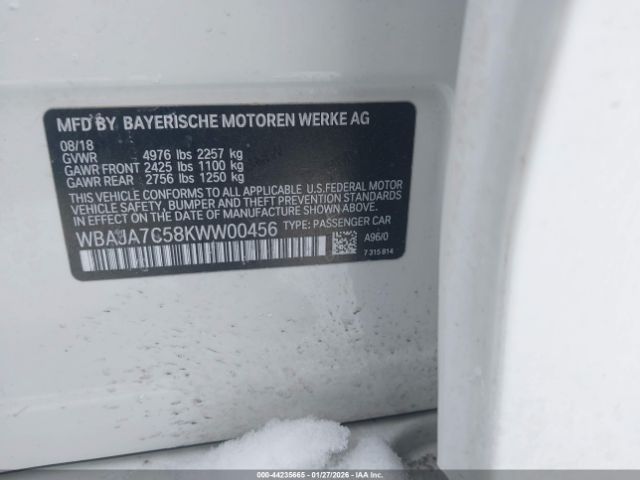 MFD BY BAYERISCHE MOTOREN WERKE AG
08/18
GVWR 4976 lbs 2257 kg
GAWR FRONT 2425 lbs 1100 kg
GAWR REAR 2756 lbs 1250 kg
THIS VEHICLE CONFORMS TO ALL APPLICABLE U.S.FEDERAL MOTOR
VEHICLE SAFETY, BUMPER AND THEFT PREVENTION STANDARDS
IN EFFECT ON THE DATE OF MANUFACTURE SHOWN ABOVE.
WBAJA7C58KWW00456 TYPE: PASSENGER CAR
A96/0
7 315 814
000-44235665 - 01/27/2026 - IAA Inc. Copyright